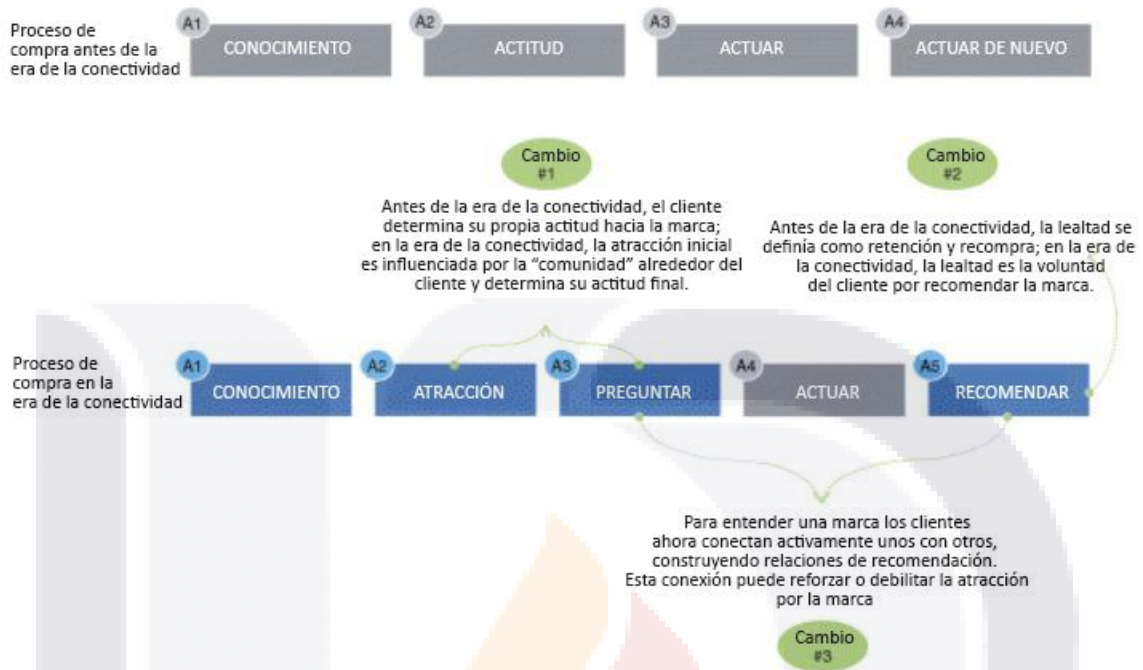 Proceso de
compra antes de la
era de la conectividad
A1
CONOCIMIENTO
A2
ACTITUD
A3
ACTUAR
A4
ACTUAR DE NUEVO
Cambio
#1
Antes de la era de la conectividad, el cliente
determina su propia actitud hacia la marca;
en la era de la conectividad, la atracción inicial
es influenciada por la “comunidad” alrededor del
cliente y determina su actitud final.
Cambio
#2
Antes de la era de la conectividad, la lealtad se
definía como retención y recompra; en la era de
la conectividad, la lealtad es la voluntad
del cliente por recomendar la marca.
Proceso de
compra en la
era de la conectividad
A1
CONOCIMIENTO
A2
ATRACCIÓN
A3
PREGUNTAR
A4
ACTUAR
A5
RECOMENDAR
Para entender una marca los clientes
ahora conectan activamente unos con otros,
construyendo relaciones de recomendación.
Esta conexión puede reforzar o debilitar la atracción
por la marca
Cambio
#3